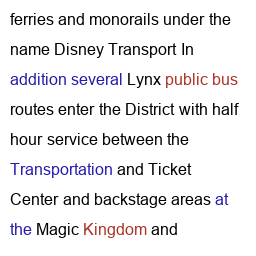 ferries and monorails under the
name Disney Transport In
addition several Lynx public bus
routes enter the District with half
hour service between the
Transportation and Ticket
Center and backstage areas at
the Magic Kingdom and